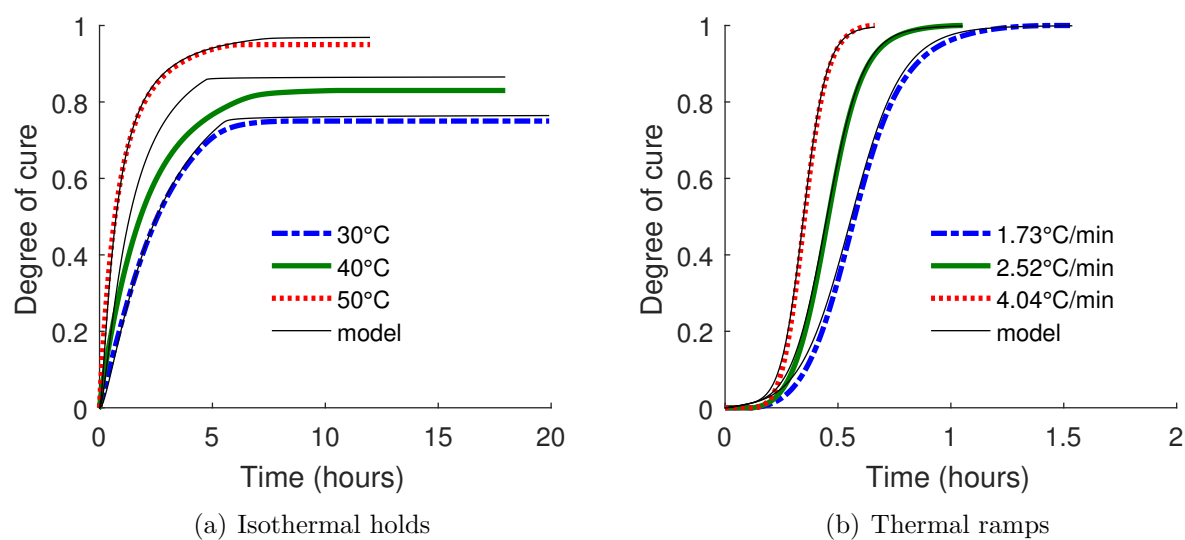 1
0.8
0.6
0.4
0.2
0
Degree of cure
30°C
40°C
50°C
model
0 5 10 15 20
Time (hours)
(a) Isothermal holds
1
0.8
0.6
0.4
0.2
0
Degree of cure
1.73°C/min
2.52°C/min
4.04°C/min
model
0 0.5 1 1.5 2
Time (hours)
(b) Thermal ramps